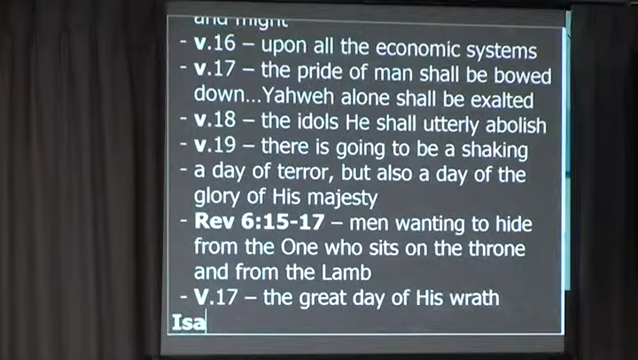 and might
- v.16 – upon all the economic systems
- v.17 – the pride of man shall be bowed
down...Yahweh alone shall be exalted
- v.18 – the idols He shall utterly abolish
- v.19 – there is going to be a shaking
- a day of terror, but also a day of the
glory of His majesty
- Rev 6:15-17 – men wanting to hide
from the One who sits on the throne
and from the Lamb
- V.17 – the great day of His wrath
Isa